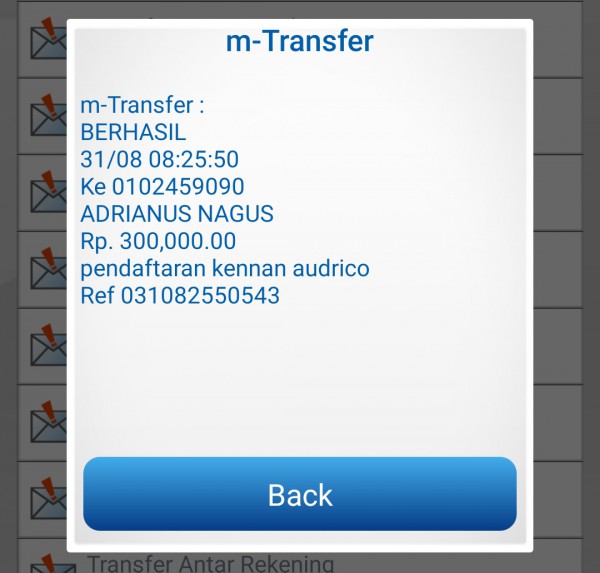 m-Transfer
m-Transfer :
BERHASIL
31/08 08:25:50
Ke 0102459090
ADRIANUS NAGUS
Rp. 300,000.00
pendaftaran kennan audrico
Ref 031082550543
Back
Transfer Antar Rekening